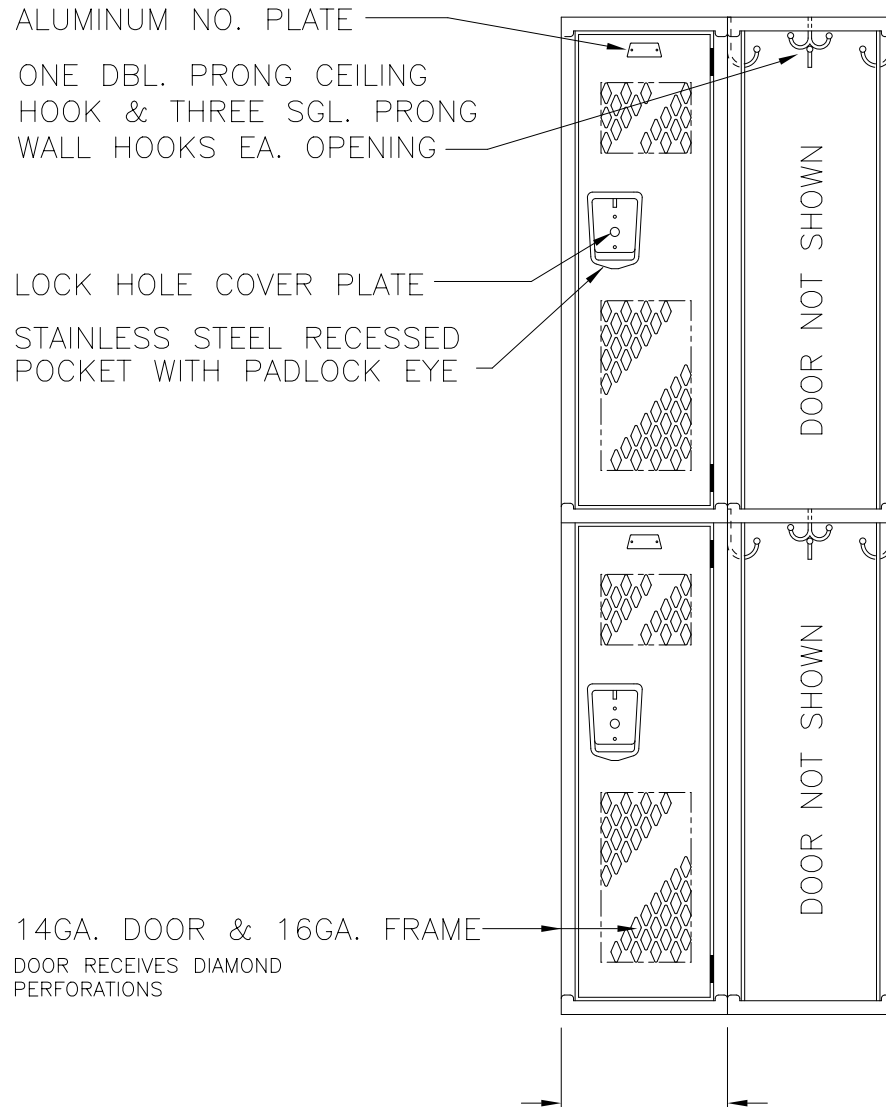 ALUMINUM NO. PLATE
ONE DBL. PRONG CEILING
HOOK & THREE SGL. PRONG
WALL HOOKS EA. OPENING
LOCK HOLE COVER PLATE
STAINLESS STEEL RECESSED
POCKET WITH PADLOCK EYE
DOOR NOT SHOWN
DOOR NOT SHOWN
14GA. DOOR & 16GA. FRAME
DOOR RECEIVES DIAMOND
PERFORATIONS